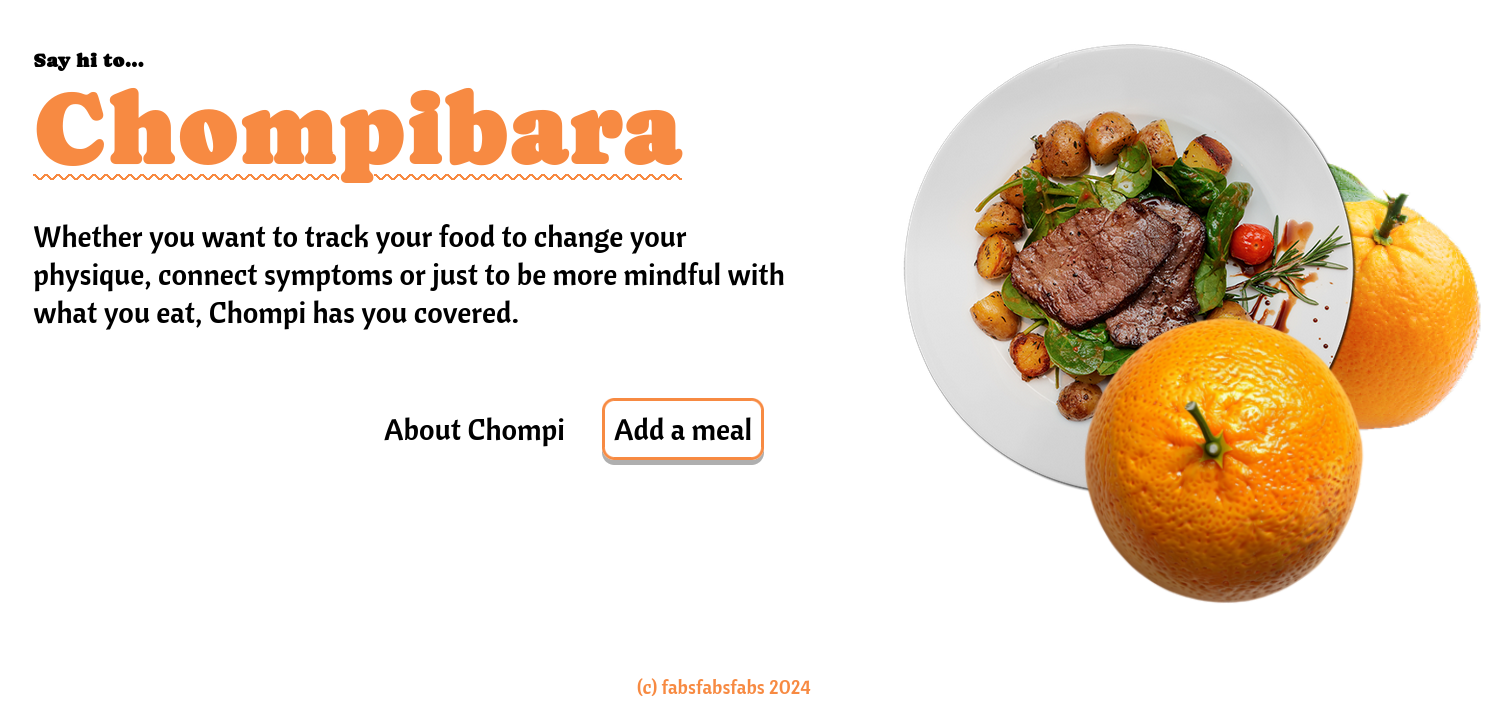 Say hi to...
Chompibara
Whether you want to track your food to change your
physique, connect symptoms or just to be more mindful with
what you eat, Chompi has you covered.
About Chompi
Add a meal
(c) fabsfabsfabs 2024